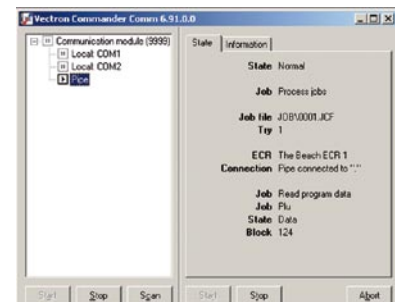 Vectron Commander Comm 6.91.0.0
Communication module (9999)
Local: COM1
Local: COM2
Pipe
State Information
State Normal
Job Process jobs
Job file JOB\0001.JCF
Try 1
ECR The Beach ECR 1
Connection Pipe connected to "."
Job Read program data
Job Plu
State Data
Block 124
Start Stop Scan Start Stop Abort